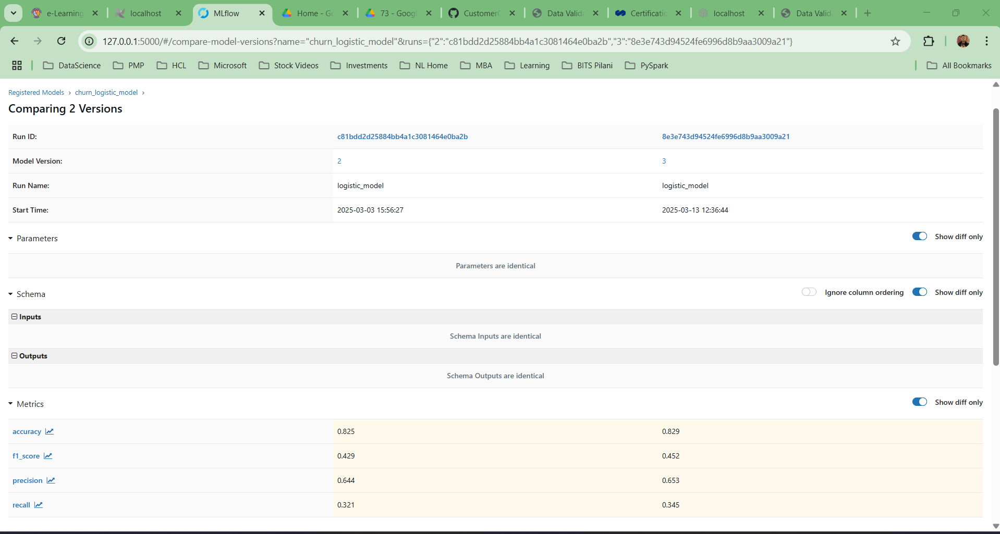 e-Learning localhost MLflow Home - Go 73 - Googl CustomerC Data Valida Certificatio localhost Data Valida
127.0.0.1:5000/#/compare-model-versions?name="churn_logistic_model"&runs={"2":"c81bdd2d25884bb4a1c3081464e0ba2b","3":"8e3e743d94524fe6996d8b9aa3009a21"}
DataScience PMP HCL Microsoft Stock Videos Investments NL Home MBA Learning BITS Pilani PySpark All Bookmarks
Registered Models > churn_logistic_model >
Comparing 2 Versions
Run ID: c81bdd2d25884bb4a1c3081464e0ba2b 8e3e743d94524fe6996d8b9aa3009a21
Model Version: 2 3
Run Name: logistic_model logistic_model
Start Time: 2025-03-03 15:56:27 2025-03-13 12:36:44
Parameters Show diff only
Parameters are identical
Schema Ignore column ordering Show diff only
Inputs
Schema Inputs are identical
Outputs
Schema Outputs are identical
Metrics Show diff only
accuracy 0.825 0.829
f1_score 0.429 0.452
precision 0.644 0.653
recall 0.321 0.345